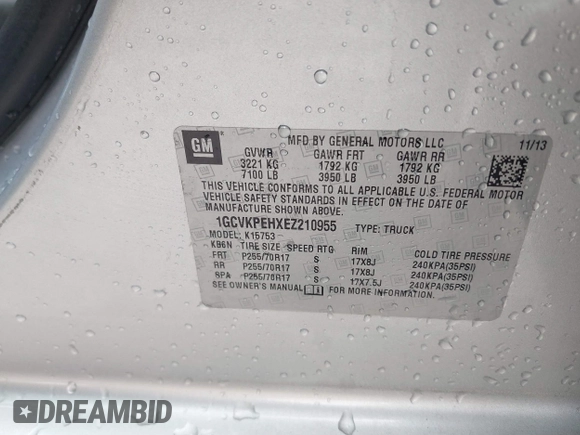 MFD BY GENERAL MOTORS LLC 11/13
GM
GVWR GAWR FRT GAWR RR
3221 KG 1792 KG 1792 KG
7100 LB 3950 LB 3950 LB
THIS VEHICLE CONFORMS TO ALL APPLICABLE U.S. FEDERAL MOTOR
VEHICLE SAFETY STANDARDS IN EFFECT ON THE DATE OF
MANUFACTURE SHOWN ABOVE.
1GCVKPEHXEZ210955 TYPE: TRUCK
MODEL: K15753
KB6N TIRE SIZE SPEED RTG RIM COLD TIRE PRESSURE
FRT P255/70R17 S 17X8J 240KPA(35PSI)
RR P255/70R17 S 17X8J 240KPA(35PSI)
SPA P255/70R17 S 17X7.5J 240KPA(35PSI)
SEE OWNER'S MANUAL FOR MORE INFORMATION.
DREAMBID